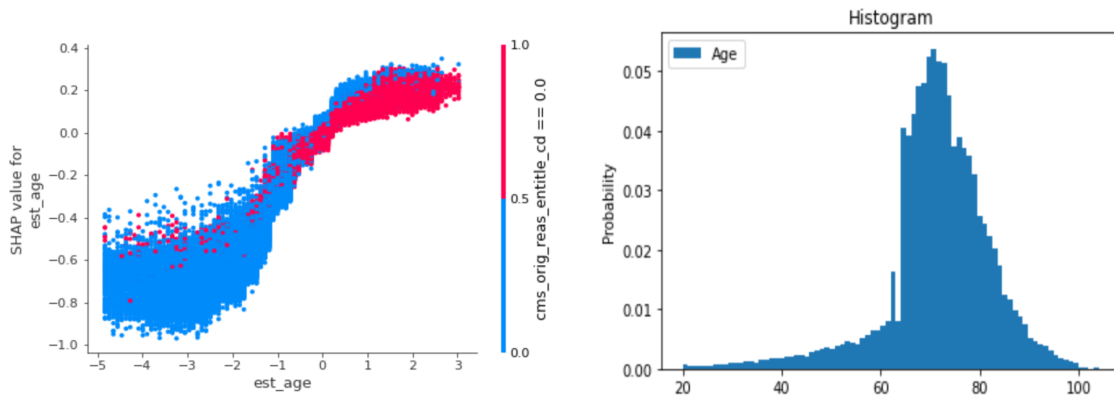 0.4
0.2
0.0
−0.2
−0.4
−0.6
−0.8
−1.0
SHAP value for
est_age
−5 −4 −3 −2 −1 0 1 2 3
est_age
1.0
0.5
0.0
cms_orig_reas_entitle_cd == 0.0
Histogram
Age
0.05
0.04
0.03
0.02
0.01
0.00
Probability
20 40 60 80 100